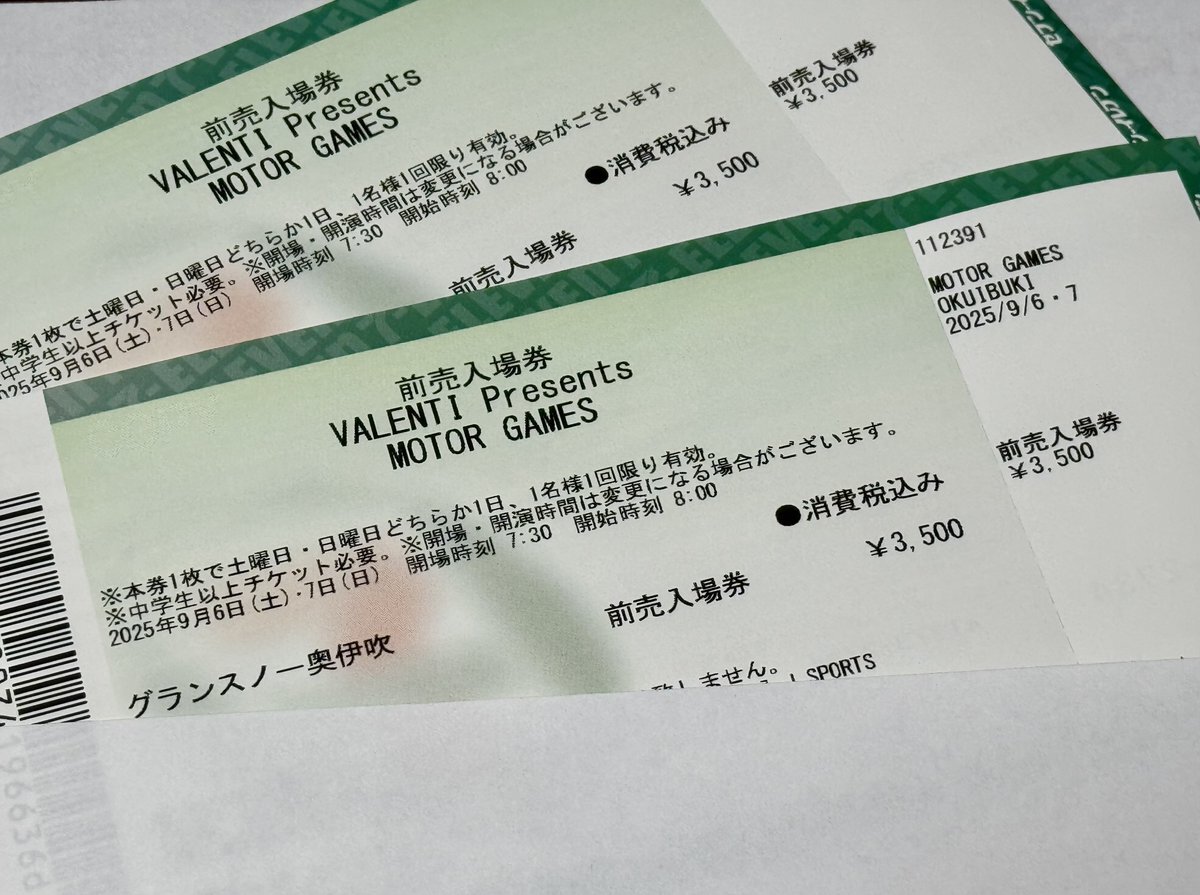 前売入場券
VALENTI Presents
MOTOR GAMES
本券1枚で土曜日・日曜日どちらか1日、1名様1回限り有効。
中学生以上チケット必要。※開場・開演時間は変更になる場合がございます。
025年9月6日(土)・7日(日) 開場時刻 7:30 開始時刻 8:00
●消費税込み
¥3,500
前売入場券
前売入場券
¥3,500
前売入場券
VALENTI Presents
MOTOR GAMES
※本券1枚で土曜日・日曜日どちらか1日、1名様1回限り有効。
※中学生以上チケット必要。※開場・開演時間は変更になる場合がございます。
2025年9月6日(土)・7日(日) 開場時刻 7:30 開始時刻 8:00
●消費税込み
¥3,500
グランスノー奥伊吹
前売入場券
致しません。
SPORTS
112391
MOTOR GAMES
OKUIBUKI
2025/9/6・7
前売入場券
¥3,500